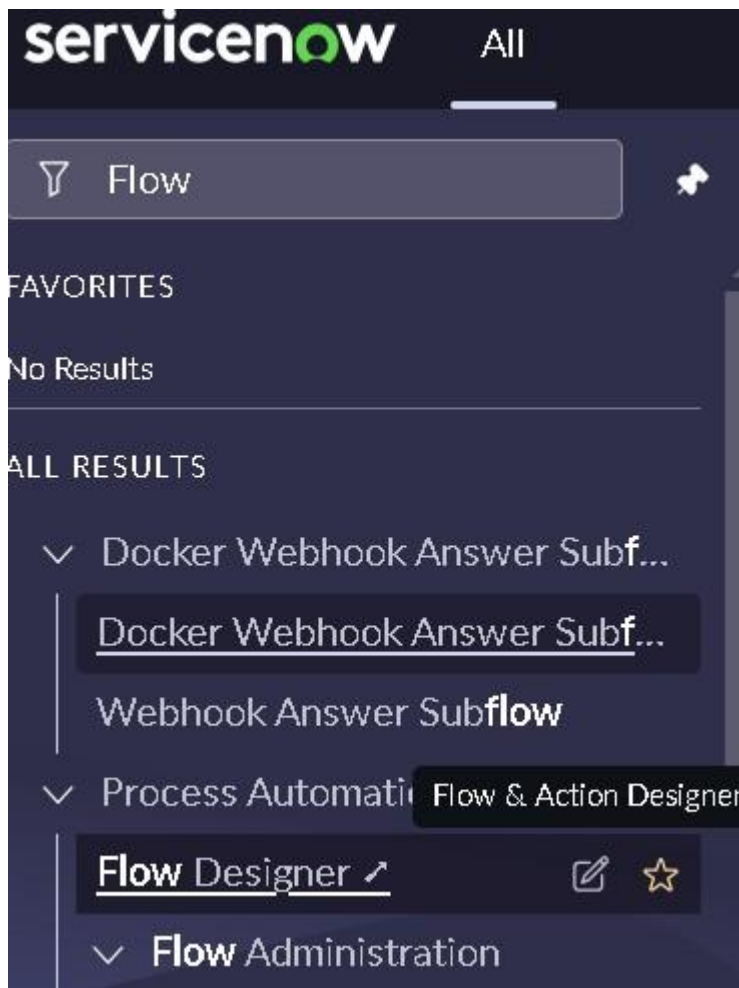 servicenow All
Flow
FAVORITES
No Results
ALL RESULTS
Docker Webhook Answer Subf...
Docker Webhook Answer Subf...
Webhook Answer Subflow
Process Automati
Flow & Action Designer
Flow Designer
Flow Administration